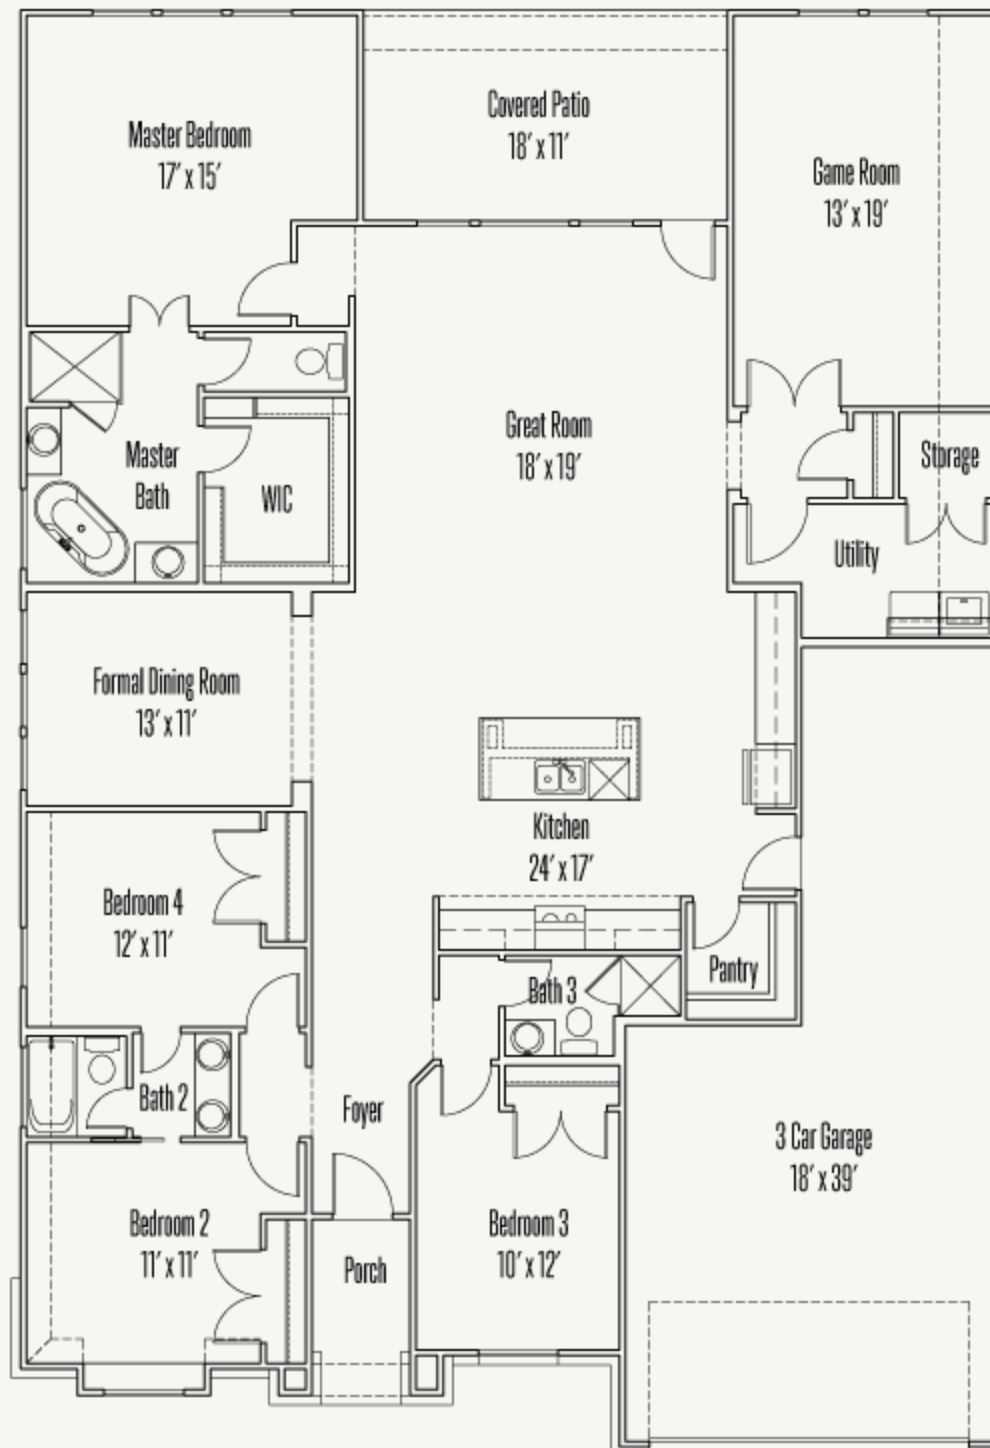 Master Bedroom
17' x 15'
Covered Patio
18' x 11'
Game Room
13' x 19'
Great Room
18' x 19'
Master
Bath
WIC
Storage
Utility
Formal Dining Room
13' x 11'
Kitchen
24' x 17'
Bedroom 4
12' x 11'
Pantry
Bath 3
Bath 2
Foyer
3 Car Garage
18' x 39'
Bedroom 2
11' x 11'
Bedroom 3
10' x 12'
Porch